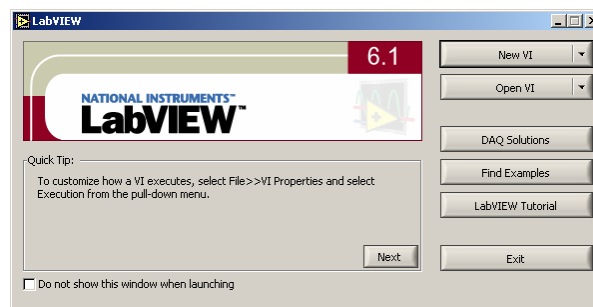 LabVIEW
6.1
NATIONAL INSTRUMENTS™
LabVIEW™
Quick Tip:
To customize how a VI executes, select File>>VI Properties and select
Execution from the pull-down menu.
Next
Do not show this window when launching
New VI
Open VI
DAQ Solutions
Find Examples
LabVIEW Tutorial
Exit